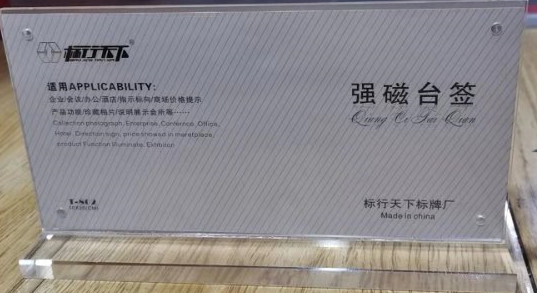 标行天下®
适用APPLICABILITY:
企业/会议/办公/酒店/指示标向/商场价格提示
产品功能/珍藏相片/说明展示会所等……
Collection photograph, Enterprise, Conference, Office,
Hotel, Direction sign, price showed in marketplace,
product Function illuminate, Exhibition
强磁台签
Qiang Ci Tai Qian
标行天下标牌厂
Made in china